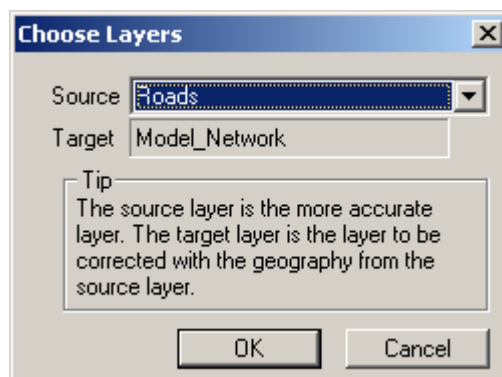 Choose Layers
Source Roads
Target Model_Network
Tip
The source layer is the more accurate
layer. The target layer is the layer to be
corrected with the geography from the
source layer.
OK Cancel